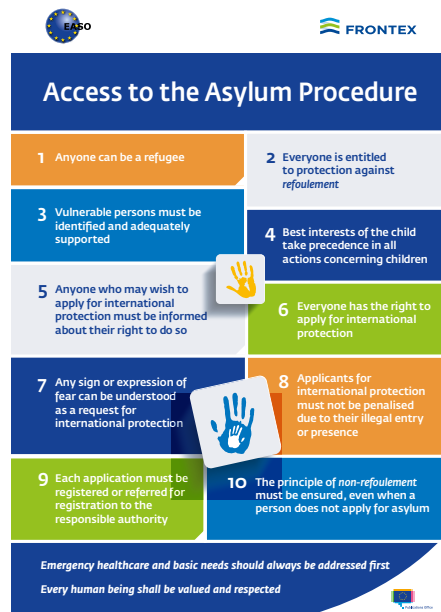 EASO
FRONTEX
Access to the Asylum Procedure
1 Anyone can be a refugee
2 Everyone is entitled
to protection against
refoulement
3 Vulnerable persons must be
identified and adequately
supported
4 Best interests of the child
take precedence in all
actions concerning children
5 Anyone who may wish to
apply for international
protection must be informed
about their right to do so
6 Everyone has the right to
apply for international
protection
7 Any sign or expression of
fear can be understood
as a request for
international protection
8 Applicants for
international protection
must not be penalised
due to their illegal entry
or presence
9 Each application must be
registered or referred for
registration to the
responsible authority
10 The principle of non-refoulement
must be ensured, even when a
person does not apply for asylum
Emergency healthcare and basic needs should always be addressed first
Every human being shall be valued and respected
Publications Office